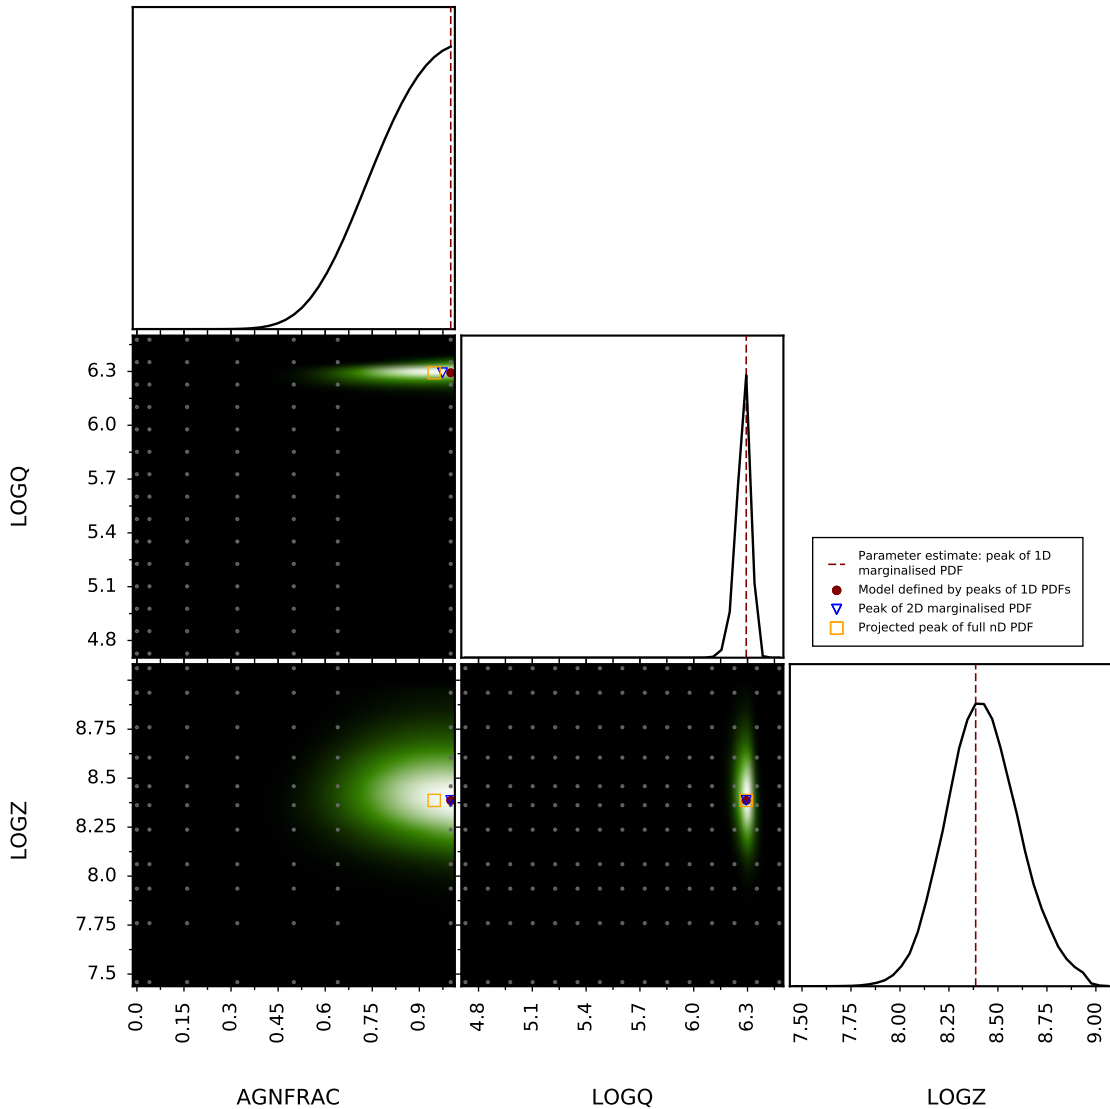 LOGQ
6.3
6.0
5.7
5.4
5.1
4.8
Parameter estimate: peak of 1D
marginalised PDF
Model defined by peaks of 1D PDFs
Peak of 2D marginalised PDF
Projected peak of full nD PDF
LOGZ
8.75
8.5
8.25
8.0
7.75
7.5
0.0 0.15 0.3 0.45 0.6 0.75 0.9
4.8 5.1 5.4 5.7 6.0 6.3
7.50 7.75 8.00 8.25 8.50 8.75 9.00
AGNFRAC
LOGQ
LOGZ